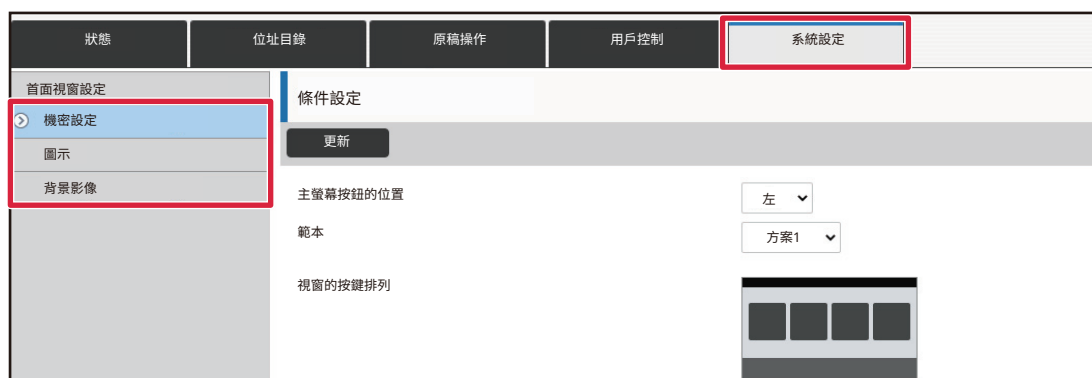 狀態 位址目錄 原稿操作 用戶控制 系統設定
首面視窗設定
機密設定
圖示
背景影像
條件設定
更新
主螢幕按鈕的位置 左
範本 方案1
視窗的按鍵排列